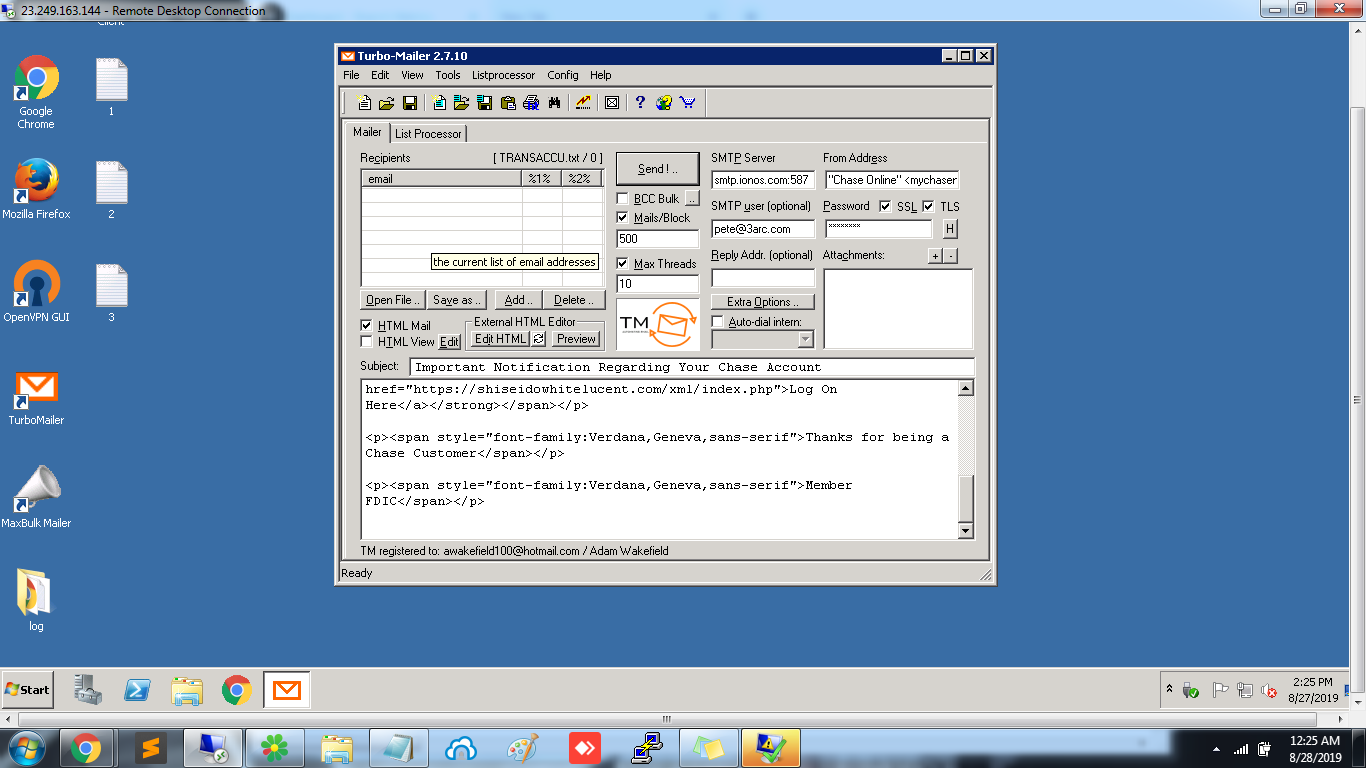 23.249.163.144 - Remote Desktop Connection
Client
Google
Chrome
1
Mozilla Firefox
2
OpenVPN GUI
3
TurboMailer
MaxBulk Mailer
log
Turbo-Mailer 2.7.10
File Edit View Tools Listprocessor Config Help
Mailer List Processor
Recipients [ TRANSACCU.txt / 0 ]
email %1% %2%
the current list of email addresses
Open File .. Save as .. Add .. Delete ..
HTML Mail
HTML View Edit
External HTML Editor
Edit HTML Preview
Send ! ..
BCC Bulk ..
Mails/Block
500
Max Threads
10
TM
SMTP Server
smtp.ionos.com:587
SMTP user (optional)
pete@3arc.com
Reply Addr. (optional)
Extra Options ..
Auto-dial intern:
From Address
"Chase Online" <mychaser
Password SSL TLS
******** H
Attachments: + -
Subject: Important Notification Regarding Your Chase Account
href="https://shiseidowhitelucent.com/xml/index.php">Log On
Here</a></strong></span></p>
<p><span style="font-family:Verdana,Geneva,sans-serif">Thanks for being a
Chase Customer</span></p>
<p><span style="font-family:Verdana,Geneva,sans-serif">Member
FDIC</span></p>
TM registered to: awakefield100@hotmail.com / Adam Wakefield
Ready
Start
2:25 PM
8/27/2019
12:25 AM
8/28/2019